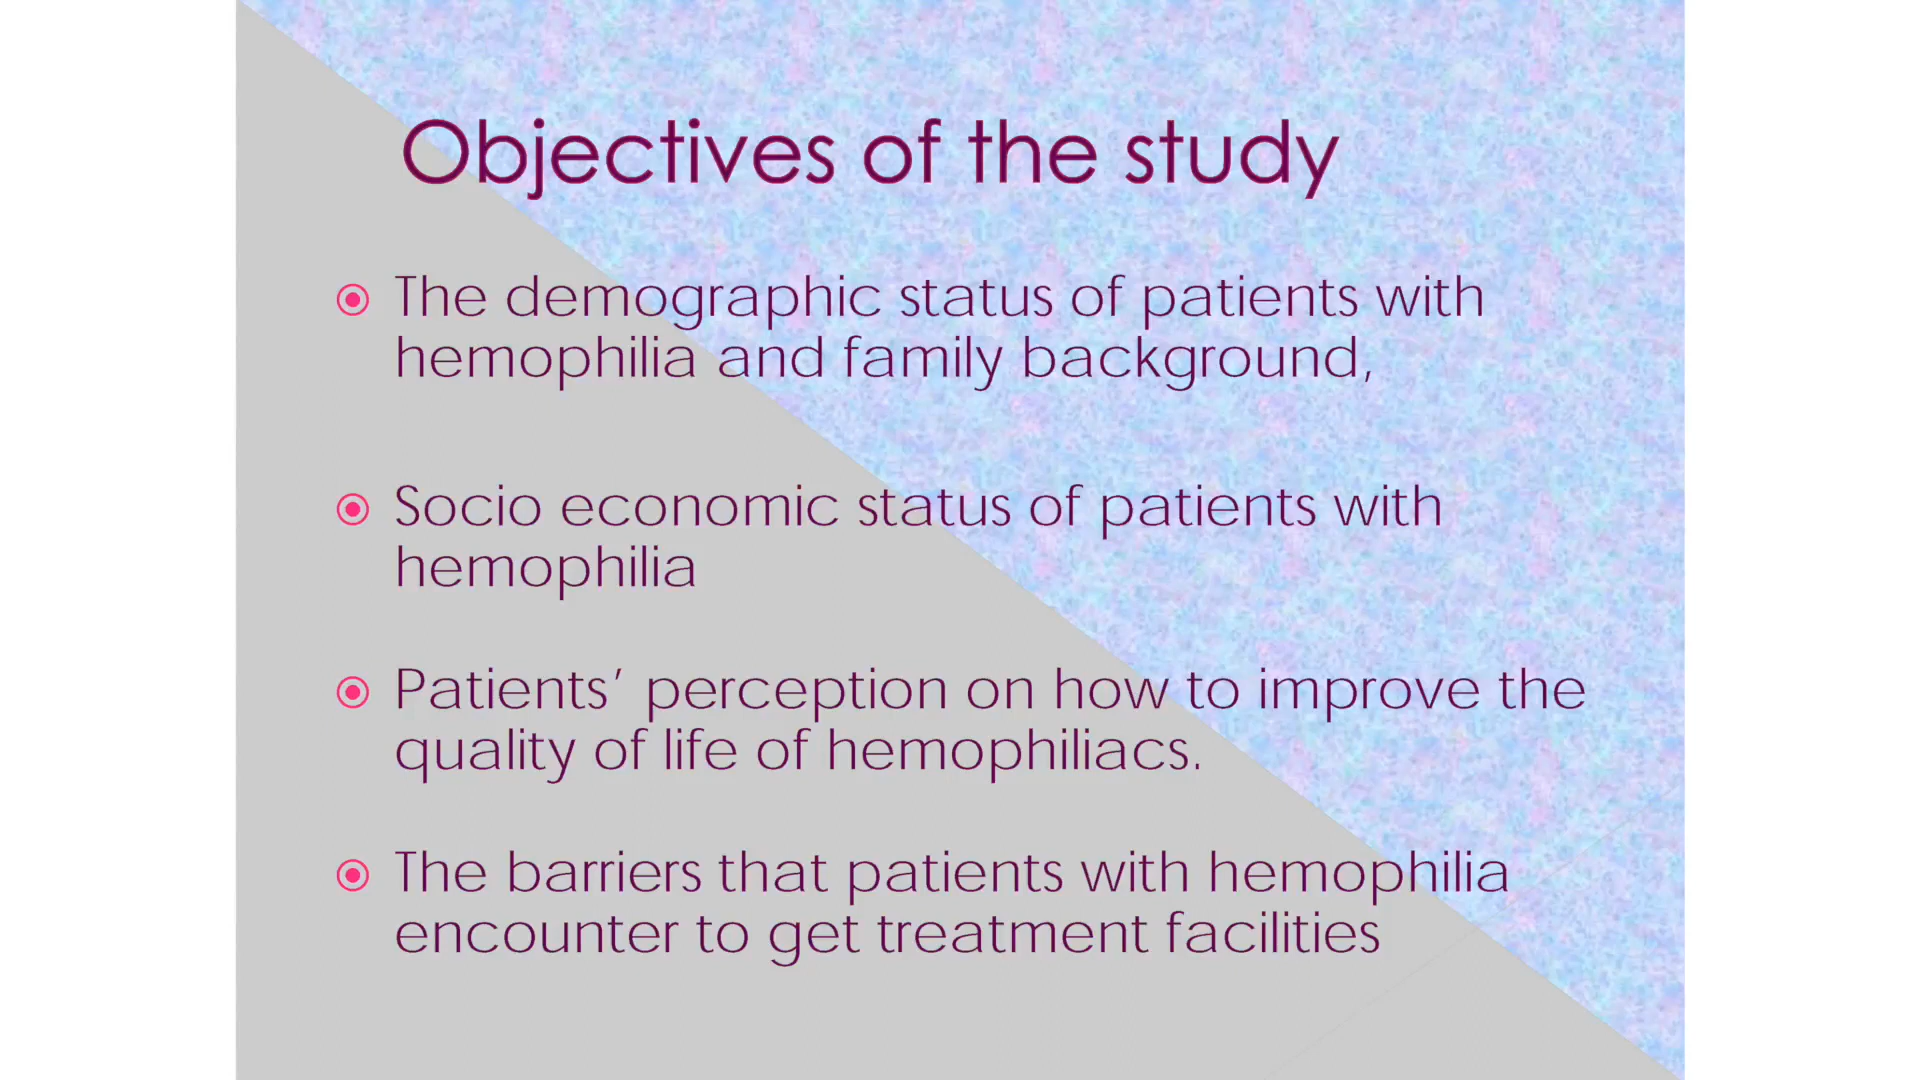 Objectives of the study
The demographic status of patients with
hemophilia and family background,
Socio economic status of patients with
hemophilia
Patients’ perception on how to improve the
quality of life of hemophiliacs.
The barriers that patients with hemophilia
encounter to get treatment facilities